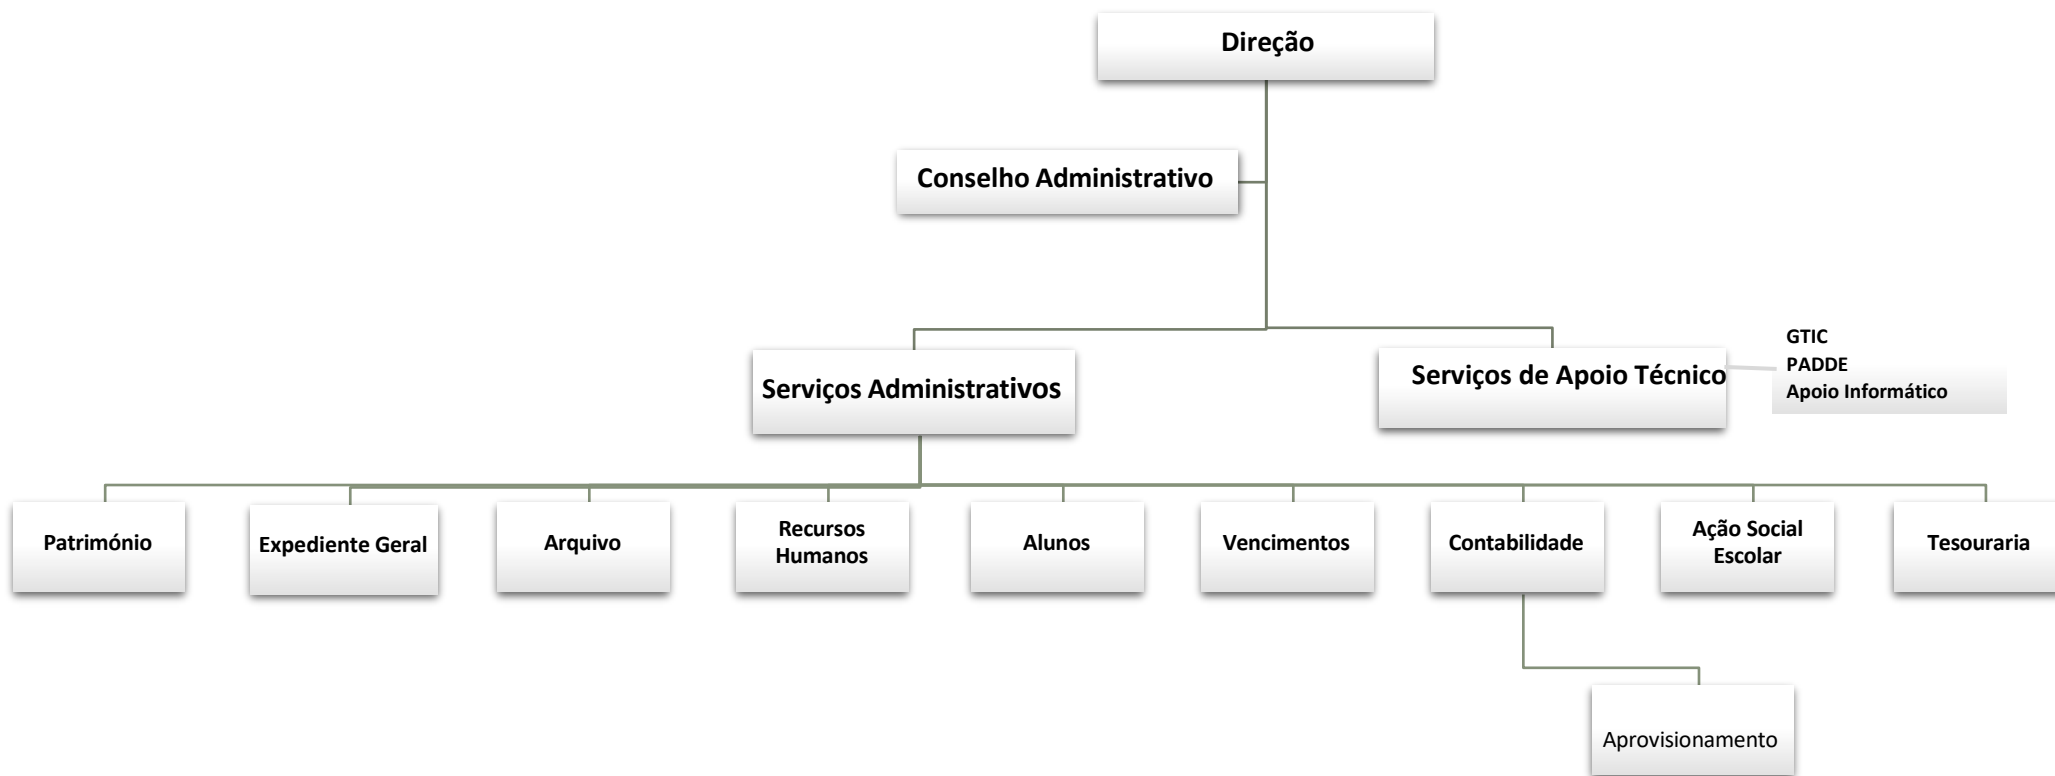 Direção
Conselho Administrativo
Serviços Administrativos
Serviços de Apoio Técnico
GTIC
PADDE
Apoio Informático
Património
Expediente Geral
Arquivo
Recursos
Humanos
Alunos
Vencimentos
Contabilidade
Ação Social
Escolar
Tesouraria
Aprovisionamento